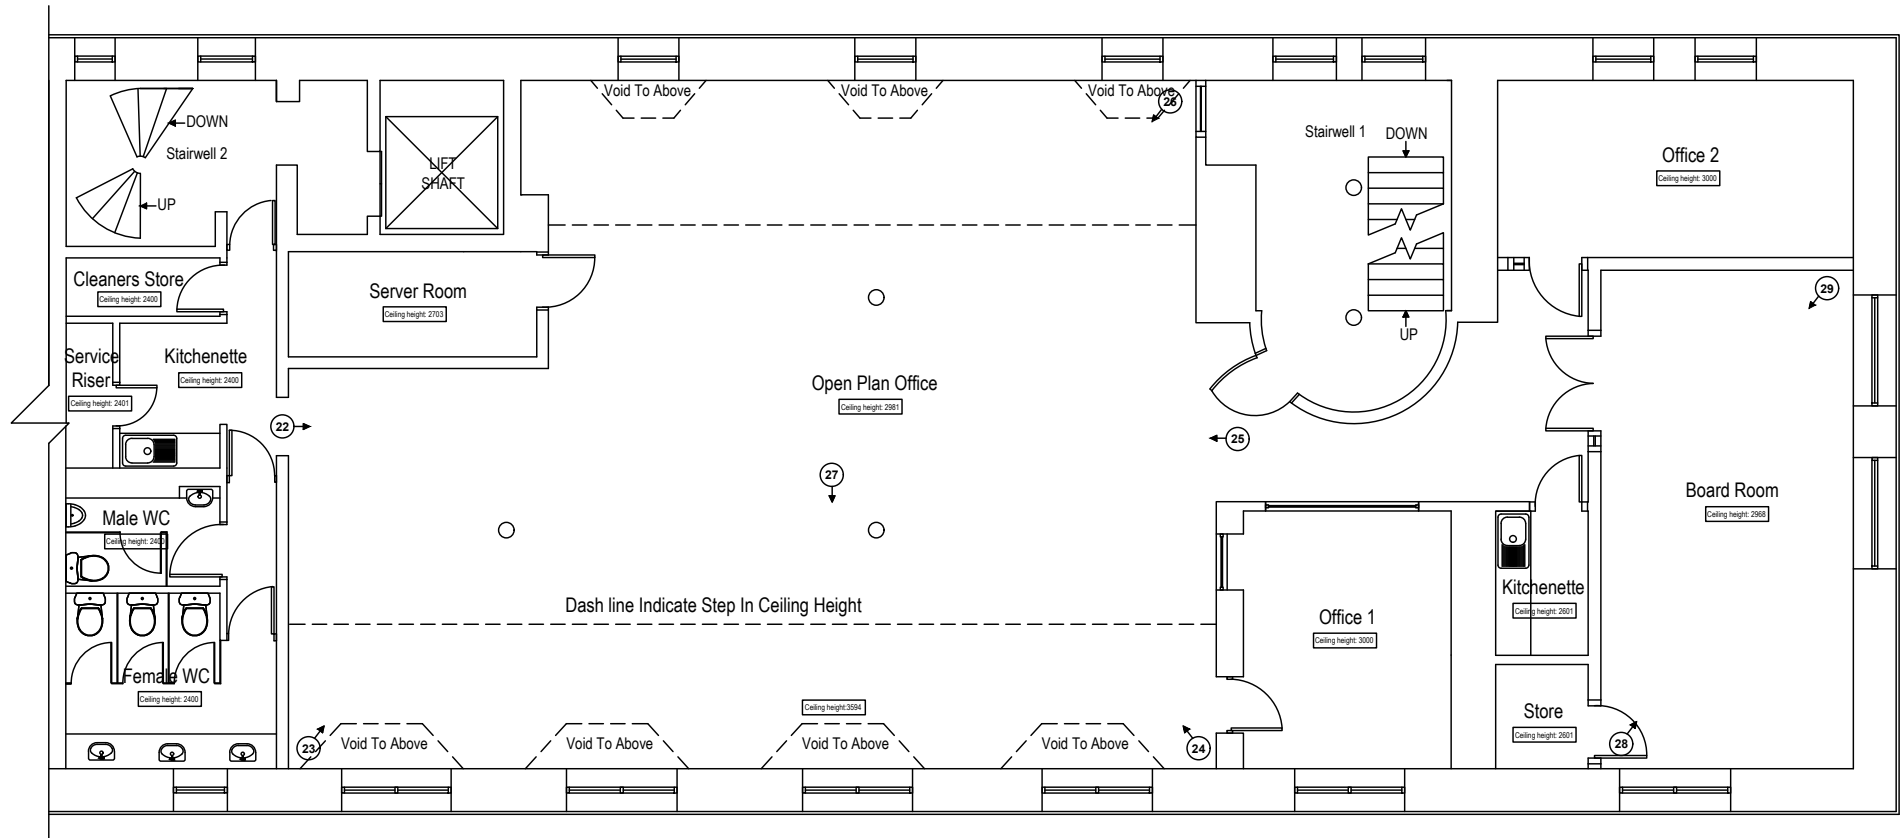 Void To Above
Void To Above
Void To Above
26
DOWN
Stairwell 2
UP
LIFT
SHAFT
Stairwell 1
DOWN
UP
Office 2
Ceiling height: 3000
Cleaners Store
Ceiling height: 2400
Server Room
Ceiling height: 2703
29
Service
Riser
Ceiling height: 2401
Kitchenette
Ceiling height: 2400
Open Plan Office
Ceiling height: 2981
22
25
27
Board Room
Ceiling height: 2968
Male WC
Ceiling height: 2400
Dash line Indicate Step In Ceiling Height
Office 1
Ceiling height: 3000
Kitchenette
Ceiling height: 2601
Female WC
Ceiling height: 2400
Ceiling height:3594
Store
Ceiling height: 2601
23
Void To Above
Void To Above
Void To Above
Void To Above
24
28